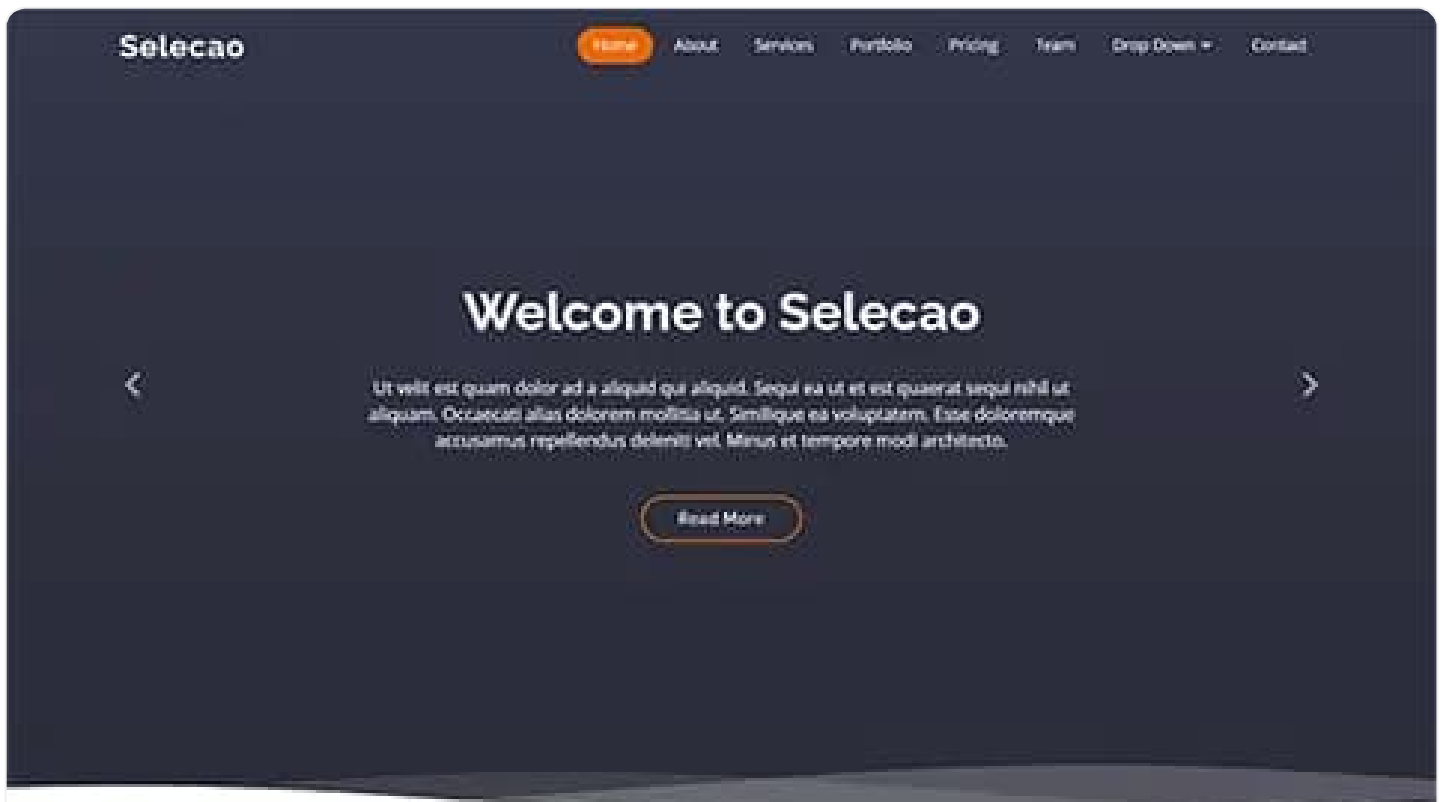 Selecao
Home About Services Portfolio Pricing Team Drop Down Contact
Welcome to Selecao
Ut velit est quam dolor ad a aliquid qui aliquid. Sequi ea ut et est quaerat sequi nihil ut
aliquam. Occaecati alias dolorem mollitia ut. Similique ea voluptatem. Esse doloremque
accusamus repellendus deleniti vel. Minus et tempore modi architecto.
Read More